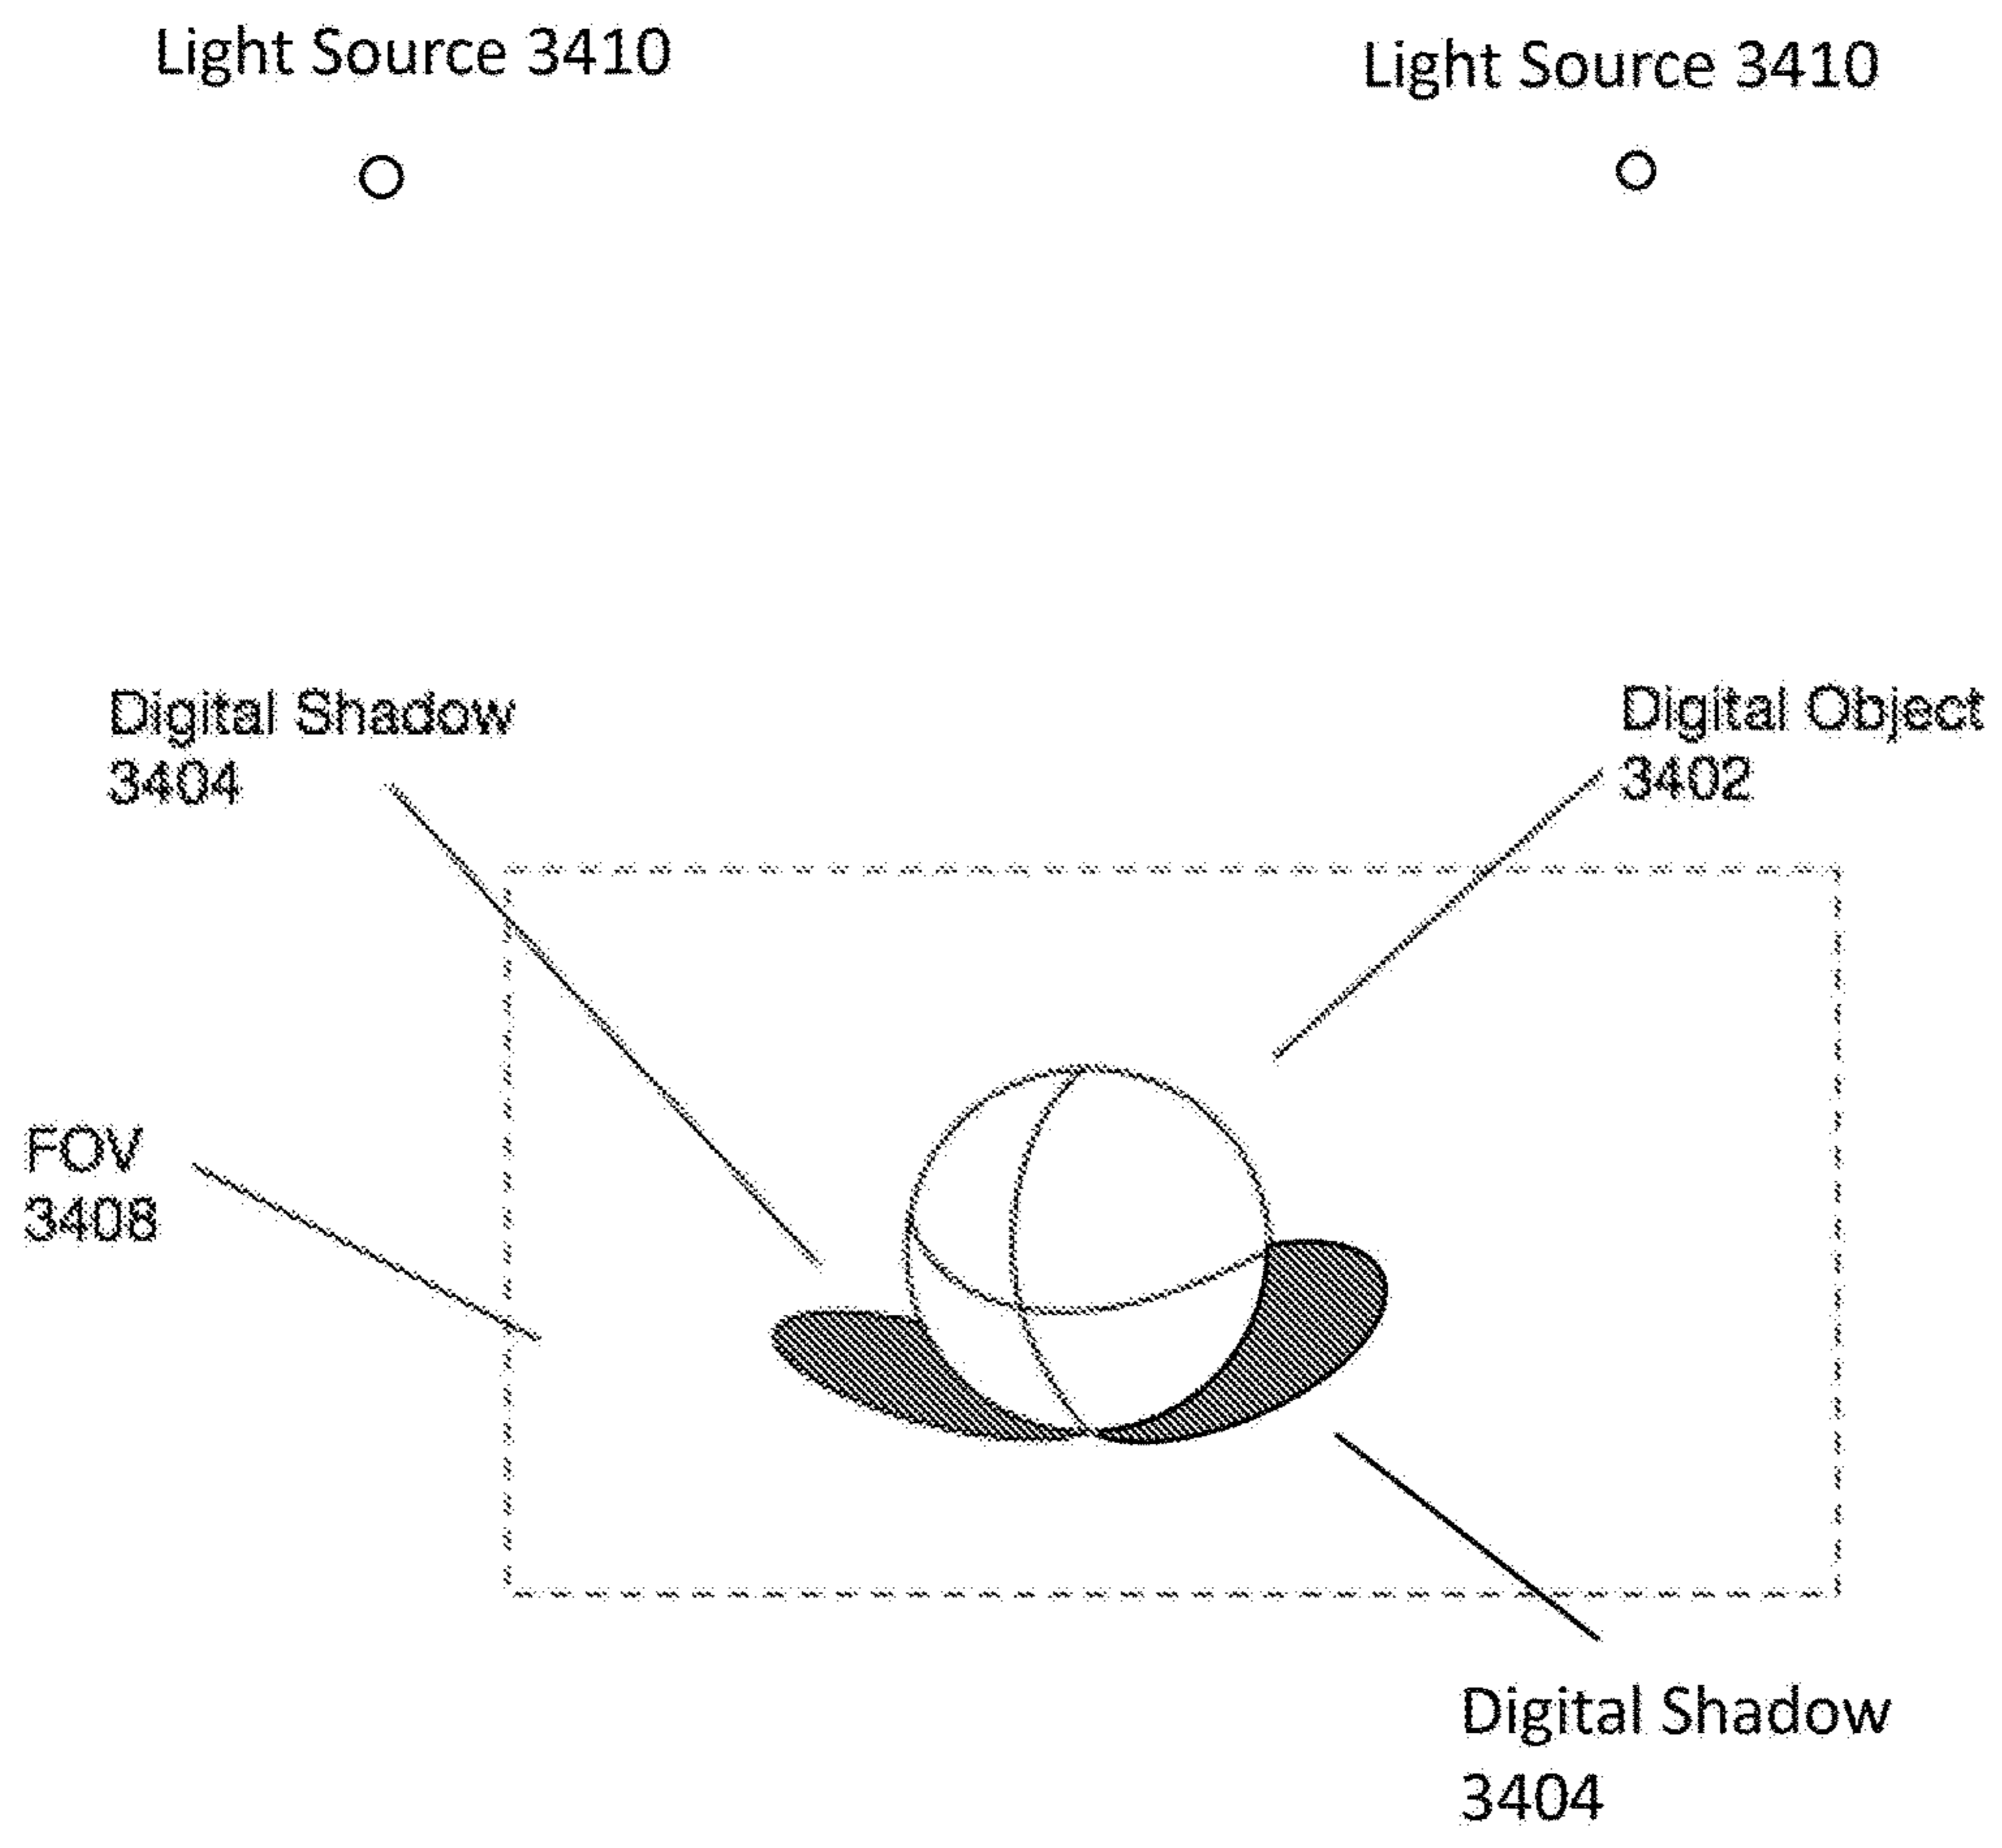 Light Source 3410
Light Source 3410
Digital Shadow
3404
Digital Object
3402
FOV
3408
Digital Shadow
3404